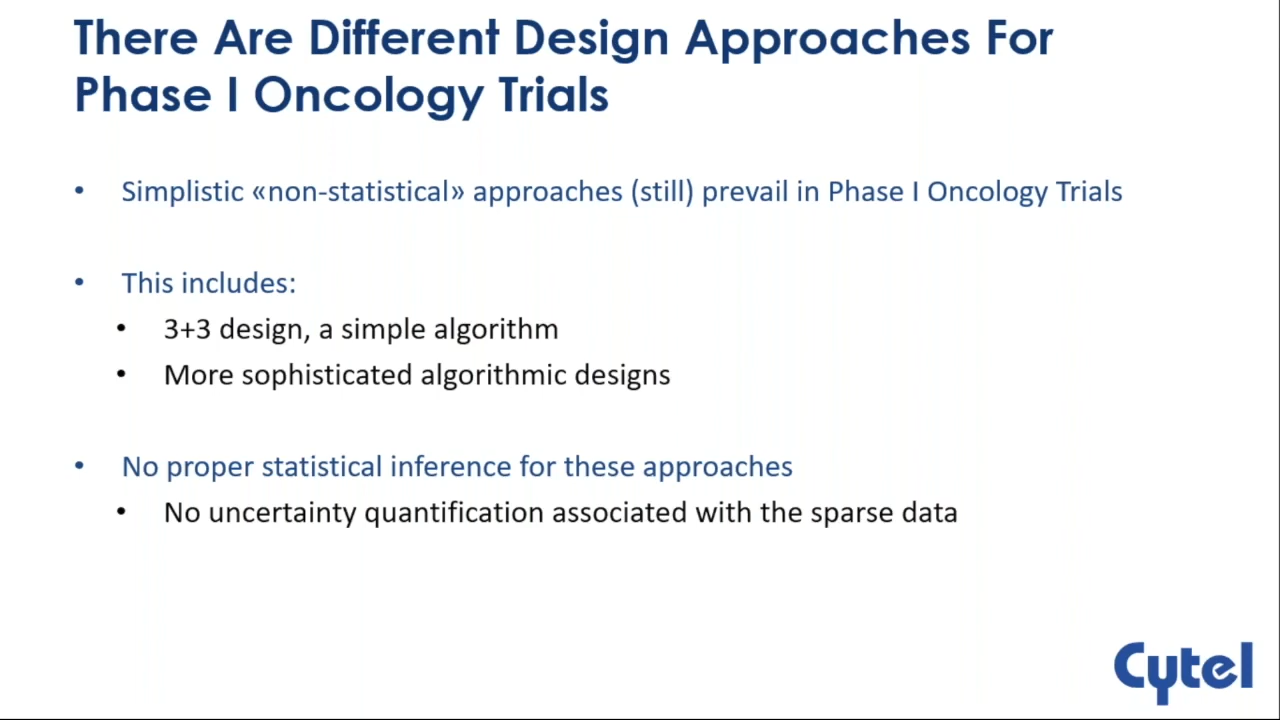 There Are Different Design Approaches For
Phase I Oncology Trials
• Simplistic «non-statistical» approaches (still) prevail in Phase I Oncology Trials
• This includes:
• 3+3 design, a simple algorithm
• More sophisticated algorithmic designs
• No proper statistical inference for these approaches
• No uncertainty quantification associated with the sparse data
Cytel